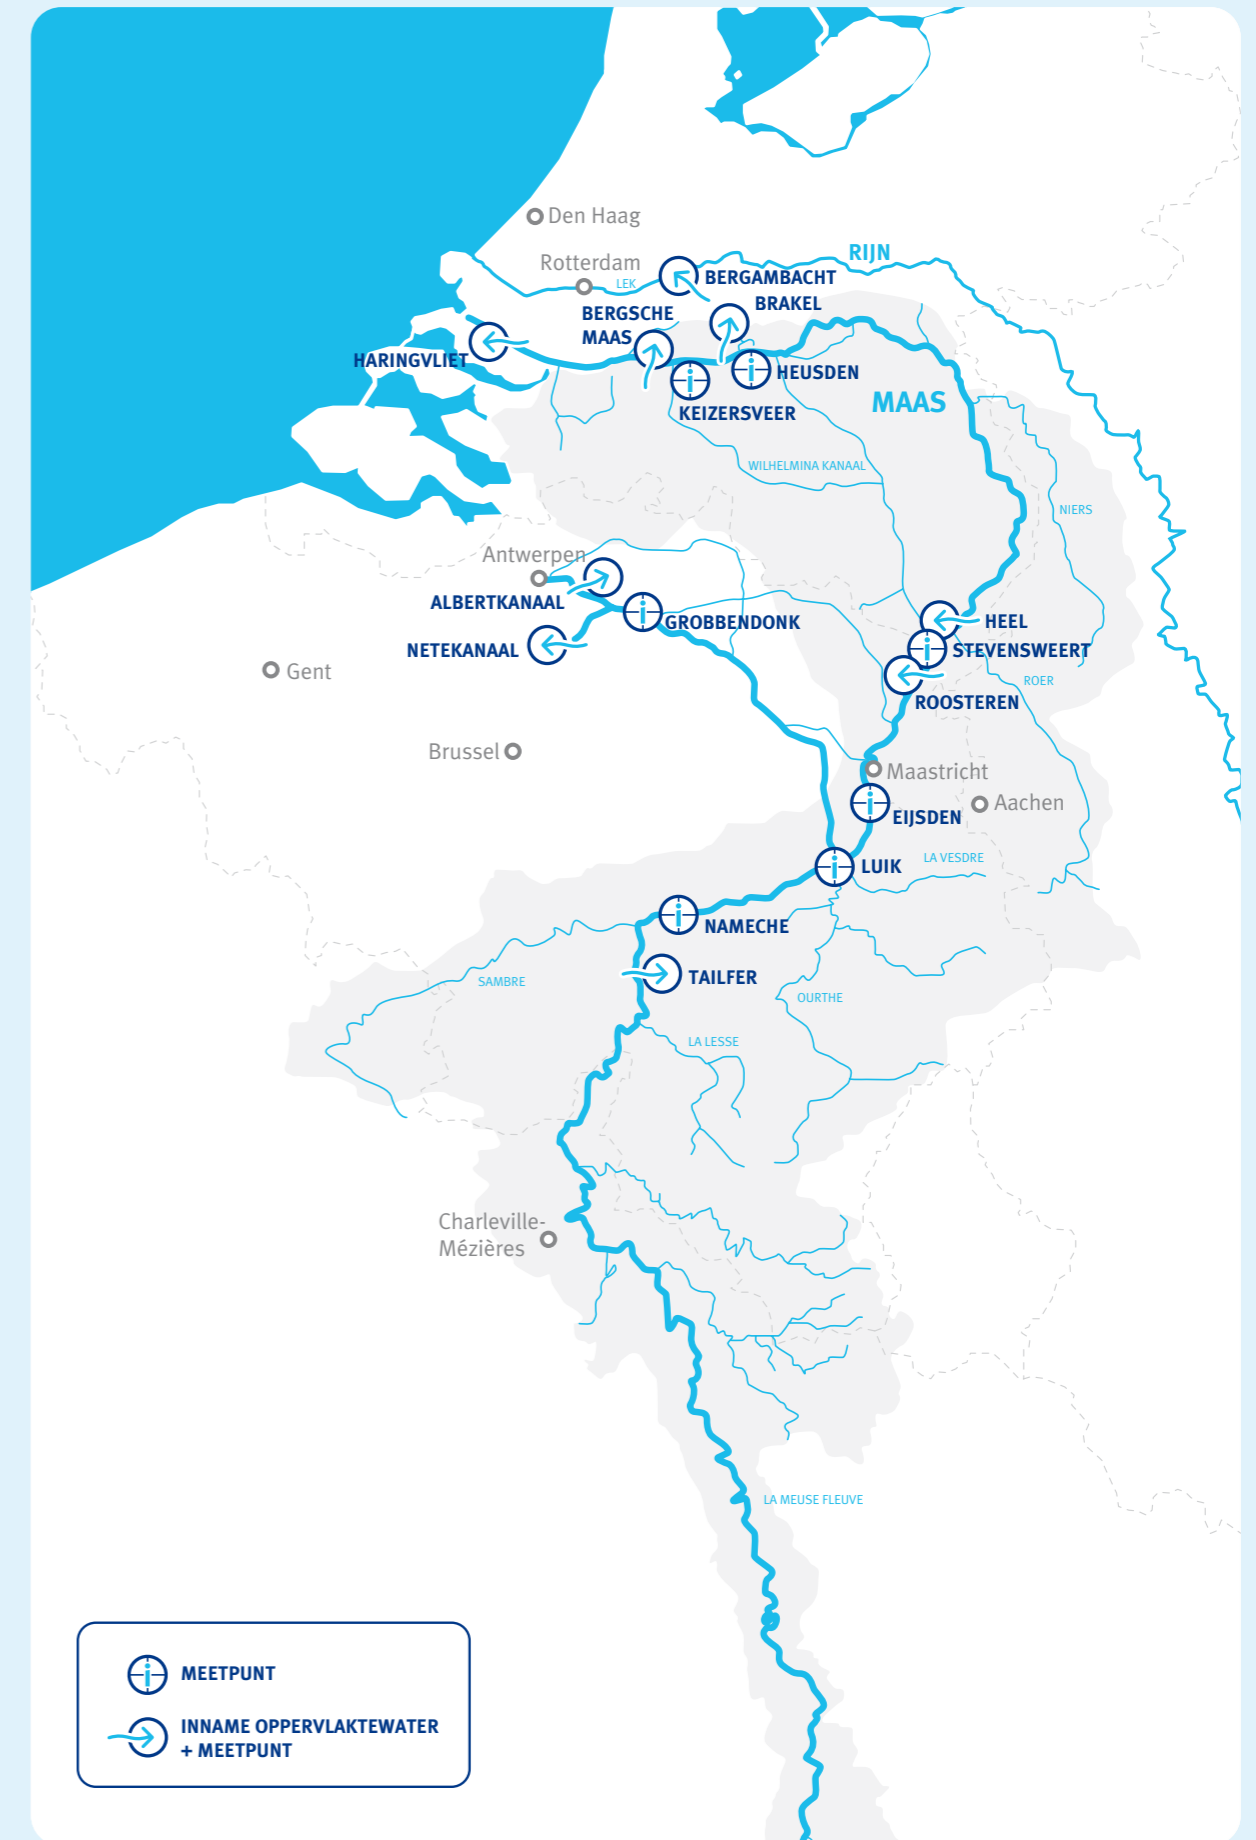 Den Haag
RIJN
Rotterdam
LEK
BERGAMBACHT
BRAKEL
BERGSCHE
MAAS
HARINGVLIET
HEUSDEN
KEIZERSVEER
MAAS
WILHELMINA KANAAL
NIERS
Antwerpen
ALBERTKANAAL
GROBBENDONK
HEEL
NETEKANAAL
STEVENSWEERT
Gent
ROER
ROOSTEREN
Brussel
Maastricht
Aachen
EIJSDEN
LA VESDRE
LUIK
NAMECHE
TAILFER
SAMBRE
OURTHE
LA LESSE
Charleville-
Mézières
LA MEUSE FLEUVE
MEETPUNT
INNAME OPPERVLAKTEWATER
+ MEETPUNT